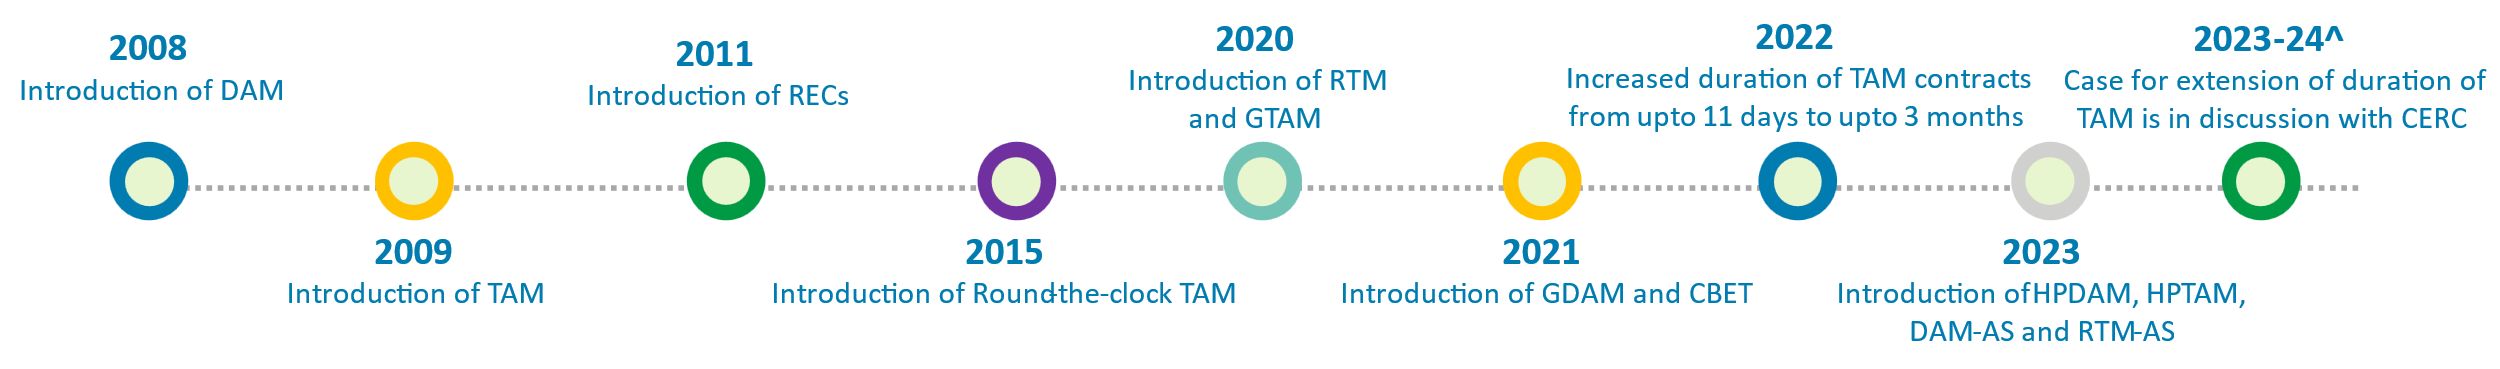 2008
Introduction of DAM
2009
Introduction of TAM
2011
Introduction of RECs
2015
Introduction of Round-the-clock TAM
2020
Introduction of RTM
and GTAM
2021
Introduction of GDAM and CBET
2022
Increased duration of TAM contracts
from upto 11 days to upto 3 months
2023
Introduction of HPDAM, HPTAM,
DAM-AS and RTM-AS
2023-24^
Case for extension of duration of
TAM is in discussion with CERC